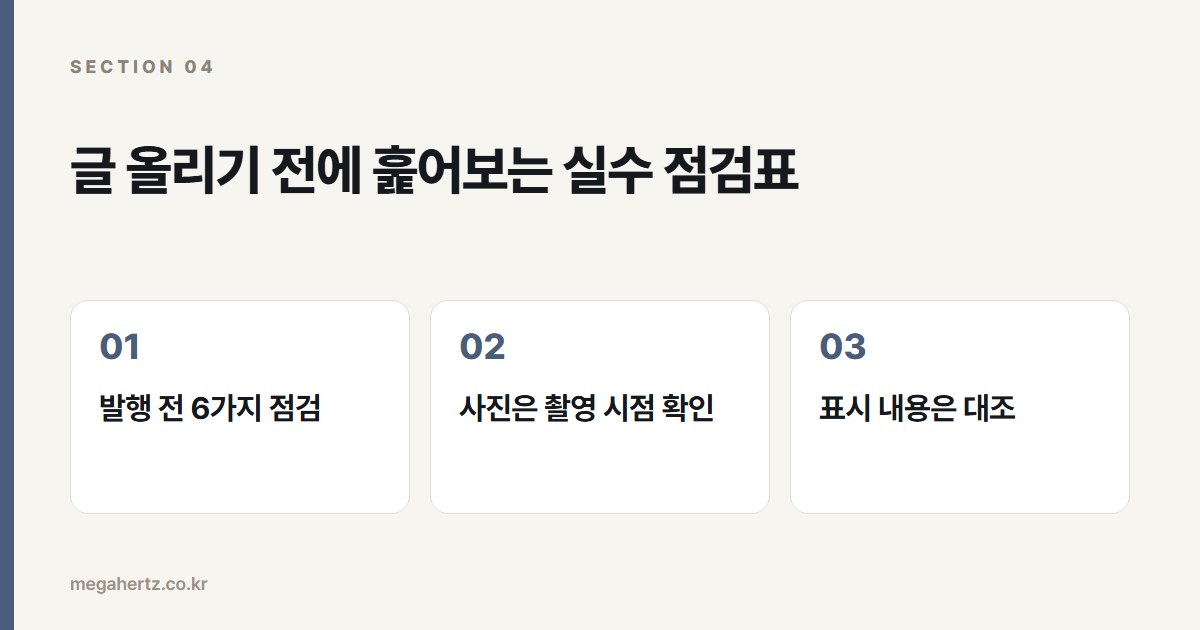 SECTION 04
글 올리기 전에 훑어보는 실수 점검표
01
발행 전 6가지 점검
02
사진은 촬영 시점 확인
03
표시 내용은 대조
megahertz.co.kr